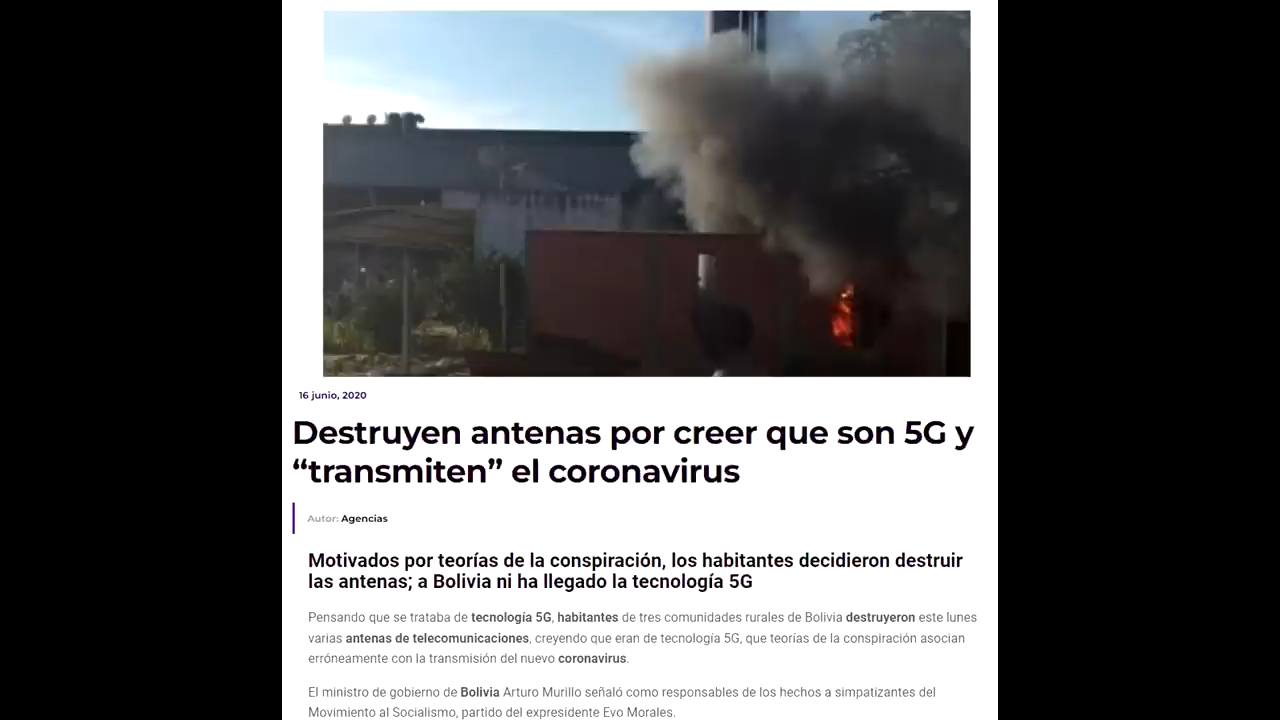 16 junio, 2020
Destruyen antenas por creer que son 5G y
“transmiten” el coronavirus
Autor: Agencias
Motivados por teorías de la conspiración, los habitantes decidieron destruir
las antenas; a Bolivia ni ha llegado la tecnología 5G
Pensando que se trataba de tecnología 5G, habitantes de tres comunidades rurales de Bolivia destruyeron este lunes
varias antenas de telecomunicaciones, creyendo que eran de tecnología 5G, que teorías de la conspiración asocian
erróneamente con la transmisión del nuevo coronavirus.
El ministro de gobierno de Bolivia Arturo Murillo señaló como responsables de los hechos a simpatizantes del
Movimiento al Socialismo, partido del expresidente Evo Morales.